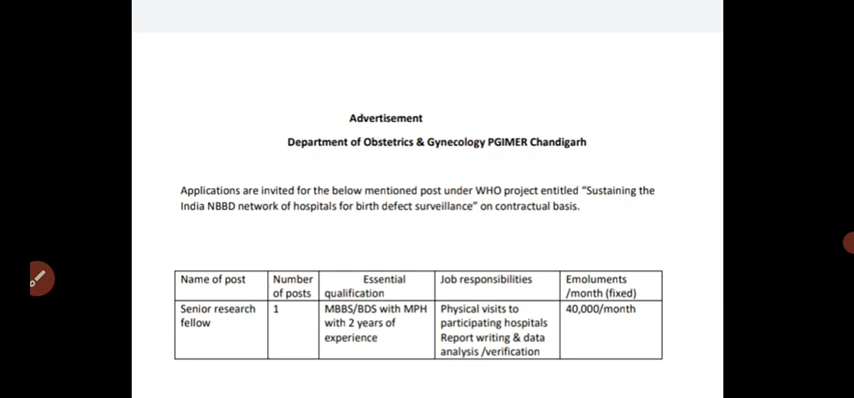 Advertisement
Department of Obstetrics & Gynecology PGIMER Chandigarh
Applications are invited for the below mentioned post under WHO project entitled “Sustaining the
India NBBD network of hospitals for birth defect surveillance” on contractual basis.
Name of post
Number
of posts
Essential
qualification
Job responsibilities
Emoluments
/month (fixed)
Senior research
fellow
1
MBBS/BDS with MPH
with 2 years of
experience
Physical visits to
participating hospitals
Report writing & data
analysis /verification
40,000/month